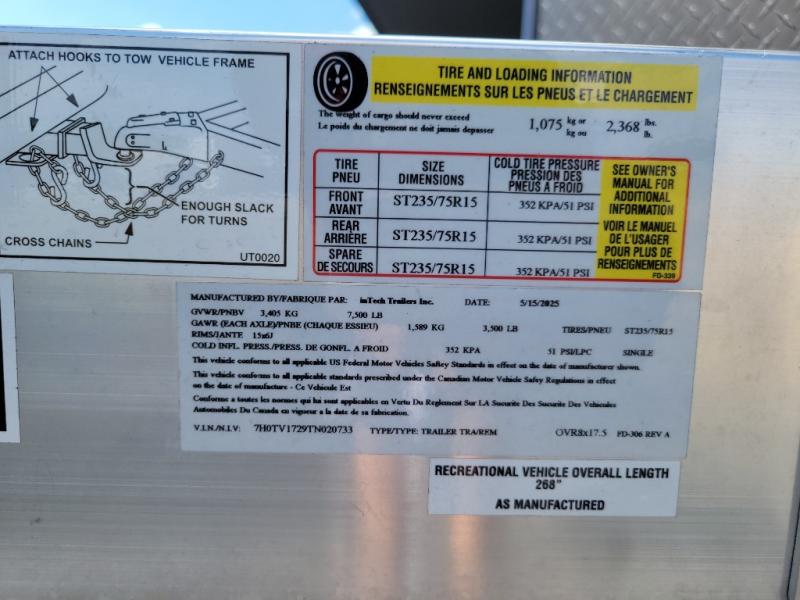 ATTACH HOOKS TO TOW VEHICLE FRAME
ENOUGH SLACK
FOR TURNS
CROSS CHAINS
UT0020
TIRE AND LOADING INFORMATION
RENSEIGNEMENTS SUR LES PNEUS ET LE CHARGEMENT
The weight of cargo should never exceed
Le poids du chargement ne doit jamais depasser
1,075 kg or kg ou 2,368 lbs. lb.
TIRE PNEU SIZE DIMENSIONS COLD TIRE PRESSURE PRESSION DES PNEUS A FROID
FRONT AVANT ST235/75R15 352 KPA/51 PSI
REAR ARRIÈRE ST235/75R15 352 KPA/51 PSI
SPARE DE SECOURS ST235/75R15 352 KPA/51 PSI
SEE OWNER'S
MANUAL FOR
ADDITIONAL
INFORMATION
VOIR LE MANUEL
DE L'USAGER
POUR PLUS DE
RENSEIGNEMENTS
FD-339
MANUFACTURED BY/FABRIQUE PAR: inTech Trailers Inc. DATE: 5/15/2025
GVWR/PNBV 3,405 KG 7,500 LB
GAWR (EACH AXLE)/PNBE (CHAQUE ESSIEU) 1,589 KG 3,500 LB TIRES/PNEU ST235/75R15
RIMS/JANTE 15x6J
COLD INFL. PRESS./PRESS. DE GONFL. A FROID 352 KPA 51 PSI/LPC SINGLE
This vehicle conforms to all applicable US Federal Motor Vehicles Saftey Standards in effect on the date of manufacturer shown.
This vehicle conforms to all applicable standards prescribed under the Canadian Motor Vehicle Safey Regulations in effect
on the date of manufacture - Ce Vehicule Est
Conforme a toutes les normes qui hui sont applicables en Vertu Du Reglement Sur LA Sucurite Des Sucurite Des Vehicules
Automobiles Du Canada en vigueur a la date de sa fabrication.
V.I.N./N.I.V: 7H0TV1729TN020733 TYPE/TYPE: TRAILER TRA/REM OVR8x17.5 FD-306 REV A
RECREATIONAL VEHICLE OVERALL LENGTH
268"
AS MANUFACTURED